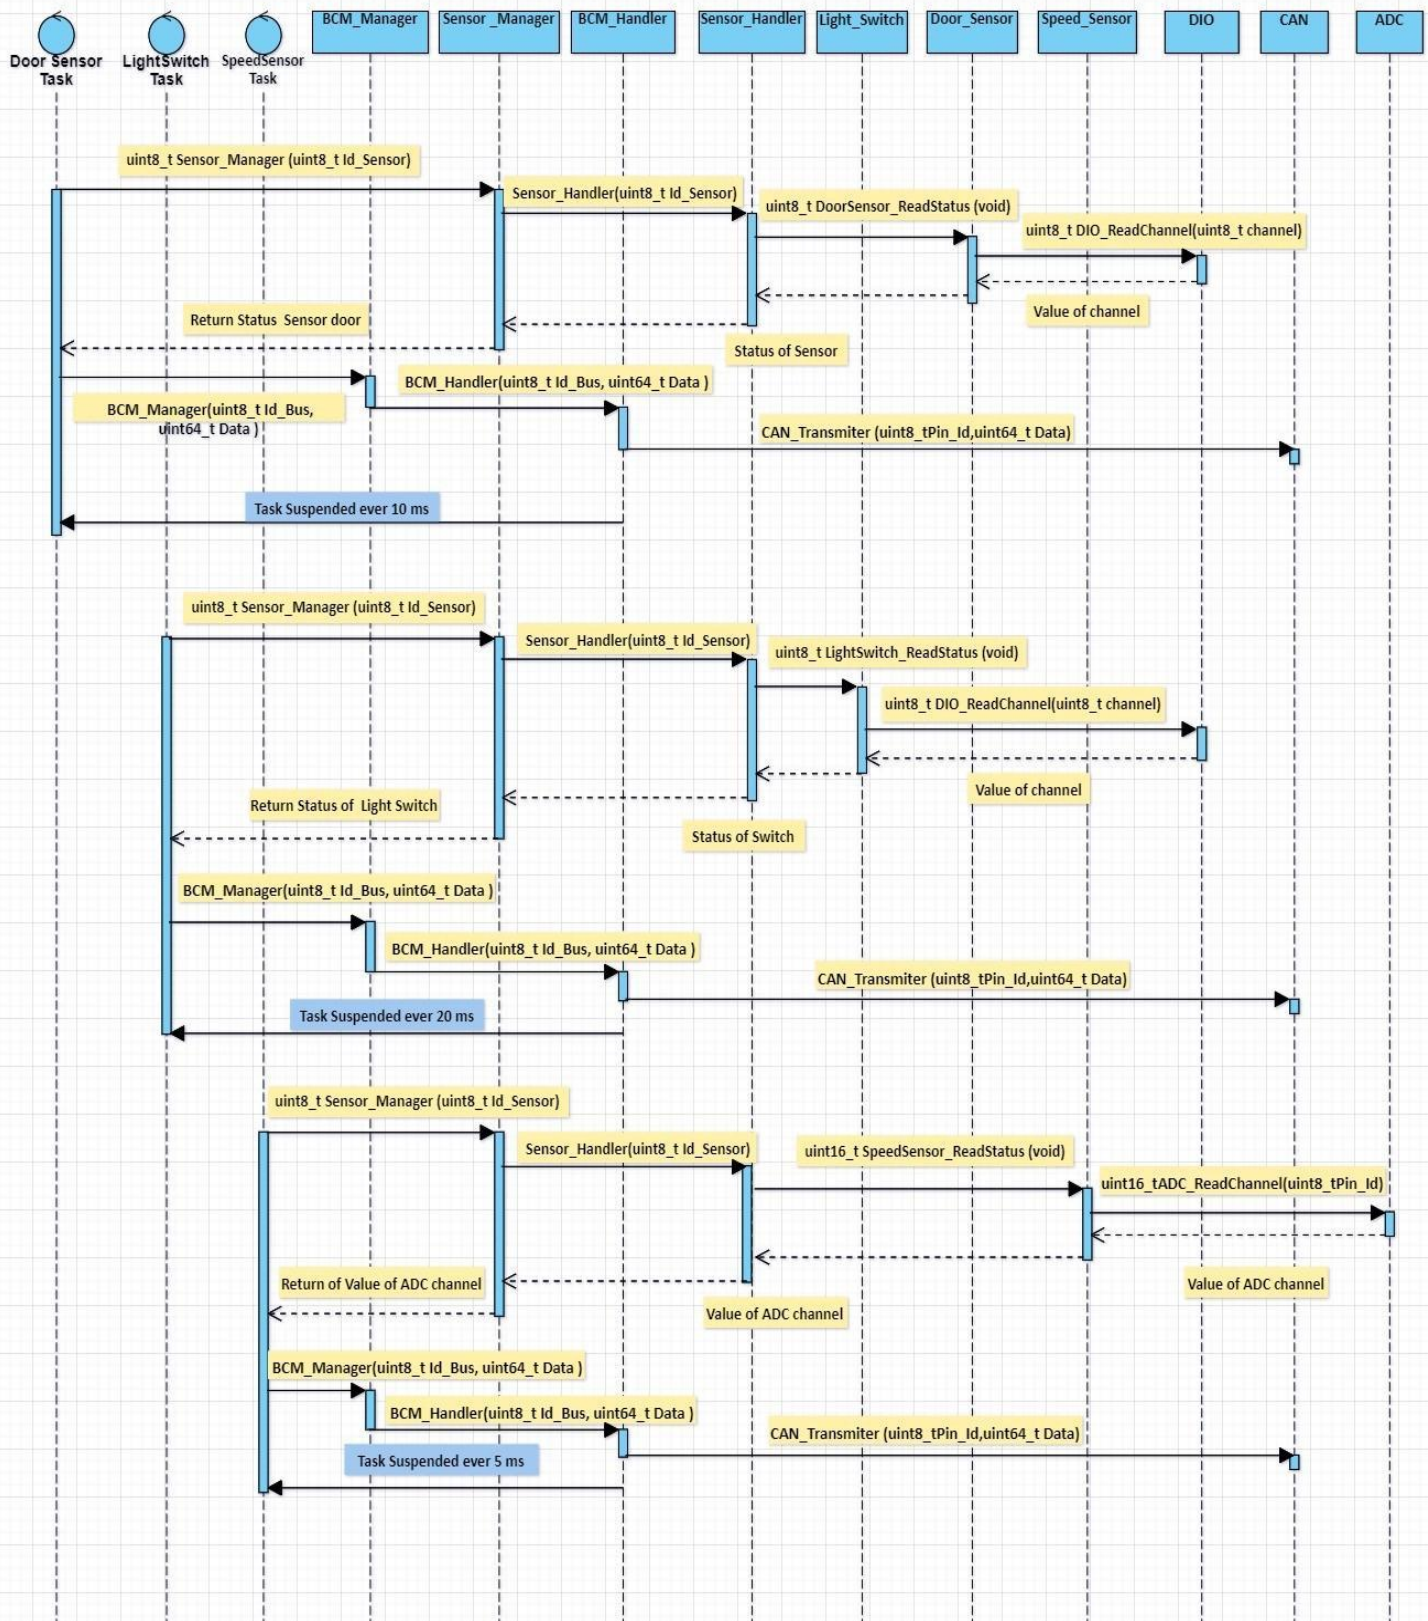 Door Sensor
Task
LightSwitch
Task
SpeedSensor
Task
BCM_Manager
Sensor _Manager
BCM_Handler
Sensor_Handler
Light_Switch
Door_Sensor
Speed_Sensor
DIO
CAN
ADC
uint8_t Sensor_Manager (uint8_t Id_Sensor)
Sensor_Handler(uint8_t Id_Sensor)
uint8_t DoorSensor_ReadStatus (void)
uint8_t DIO_ReadChannel(uint8_t channel)
Value of channel
Return Status  Sensor door
Status of Sensor
BCM_Handler(uint8_t Id_Bus, uint64_t Data )
BCM_Manager(uint8_t Id_Bus,
uint64_t Data )
CAN_Transmiter (uint8_tPin_Id,uint64_t Data)
Task Suspended ever 10 ms
uint8_t Sensor_Manager (uint8_t Id_Sensor)
Sensor_Handler(uint8_t Id_Sensor)
uint8_t LightSwitch_ReadStatus (void)
uint8_t DIO_ReadChannel(uint8_t channel)
Value of channel
Return Status of  Light Switch
Status of Switch
BCM_Manager(uint8_t Id_Bus, uint64_t Data )
BCM_Handler(uint8_t Id_Bus, uint64_t Data )
CAN_Transmiter (uint8_tPin_Id,uint64_t Data)
Task Suspended ever 20 ms
uint8_t Sensor_Manager (uint8_t Id_Sensor)
Sensor_Handler(uint8_t Id_Sensor)
uint16_t SpeedSensor_ReadStatus (void)
uint16_tADC_ReadChannel(uint8_tPin_Id)
Return of Value of ADC channel
Value of ADC channel
Value of ADC channel
BCM_Manager(uint8_t Id_Bus, uint64_t Data )
BCM_Handler(uint8_t Id_Bus, uint64_t Data )
CAN_Transmiter (uint8_tPin_Id,uint64_t Data)
Task Suspended ever 5 ms